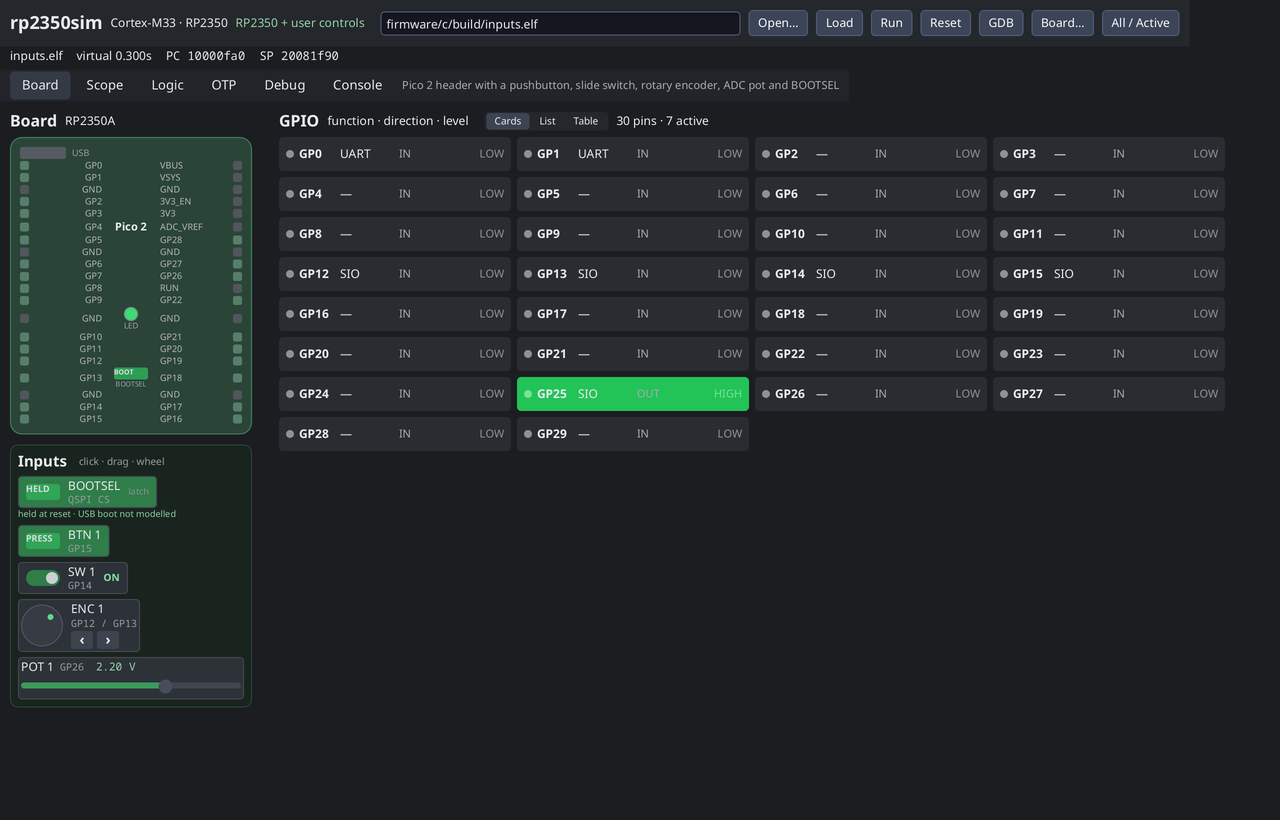 rp2350sim Cortex-M33 · RP2350 RP2350 + user controls firmware/c/build/inputs.elf Open... Load Run Reset GDB Board... All / Active
inputs.elf virtual 0.300s PC 10000fa0 SP 20081f90
Board Scope Logic OTP Debug Console Pico 2 header with a pushbutton, slide switch, rotary encoder, ADC pot and BOOTSEL
Board RP2350A
USB
GP0 VBUS
GP1 VSYS
GND GND
GP2 3V3_EN
GP3 3V3
GP4 Pico 2 ADC_VREF
GP5 GP28
GND GND
GP6 GP27
GP7 GP26
GP8 RUN
GP9 GP22
GND GND
LED
GP10 GP21
GP11 GP20
GP12 GP19
BOOT
GP13 GP18
BOOTSEL
GND GND
GP14 GP17
GP15 GP16
Inputs click · drag · wheel
HELD BOOTSEL latch
QSPI CS
held at reset · USB boot not modelled
PRESS BTN 1
GP15
SW 1 ON
GP14
ENC 1
GP12 / GP13
‹ ›
POT 1 GP26 2.20 V
GPIO function · direction · level Cards List Table 30 pins · 7 active
GP0 UART IN LOW GP1 UART IN LOW GP2 — IN LOW GP3 — IN LOW
GP4 — IN LOW GP5 — IN LOW GP6 — IN LOW GP7 — IN LOW
GP8 — IN LOW GP9 — IN LOW GP10 — IN LOW GP11 — IN LOW
GP12 SIO IN LOW GP13 SIO IN LOW GP14 SIO IN LOW GP15 SIO IN LOW
GP16 — IN LOW GP17 — IN LOW GP18 — IN LOW GP19 — IN LOW
GP20 — IN LOW GP21 — IN LOW GP22 — IN LOW GP23 — IN LOW
GP24 — IN LOW GP25 SIO OUT HIGH GP26 — IN LOW GP27 — IN LOW
GP28 — IN LOW GP29 — IN LOW